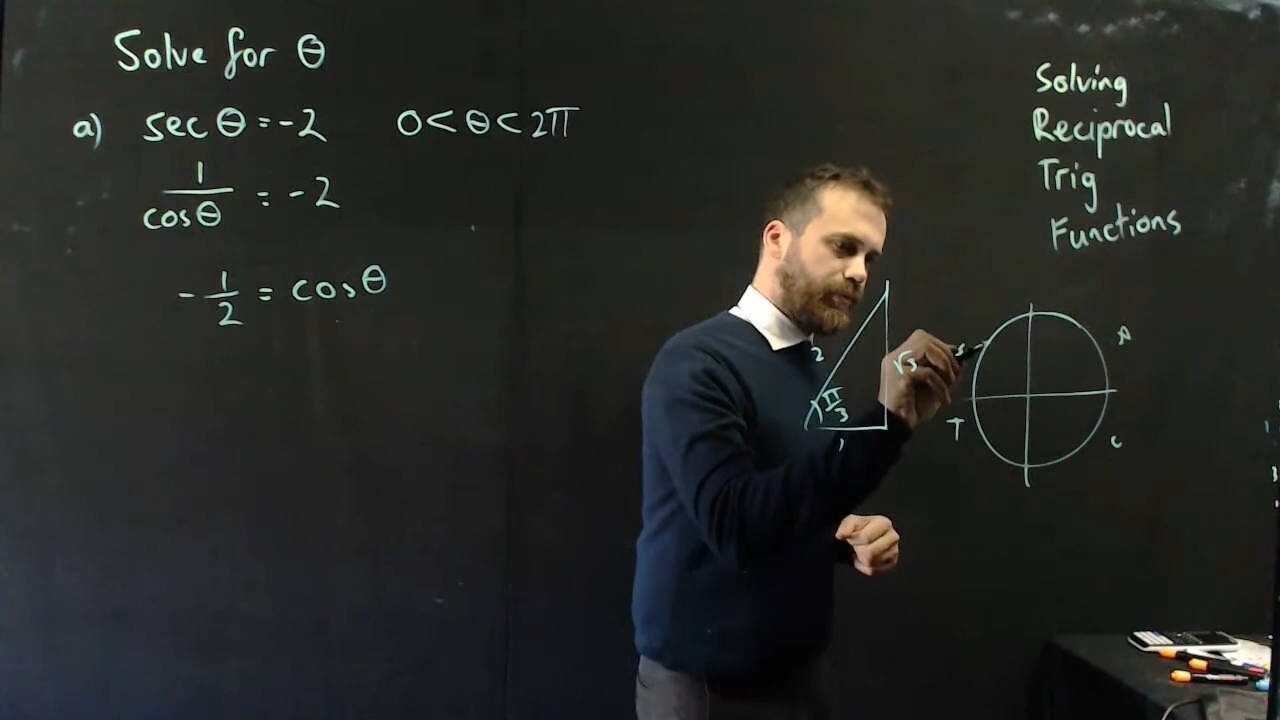 Solve for θ
a) sec θ = -2 0 < θ < 2π
1
cos θ = -2
- 1/2 = cos θ
Solving
Reciprocal
Trig
Functions
2
√3
π/3
1
S
A
T
C